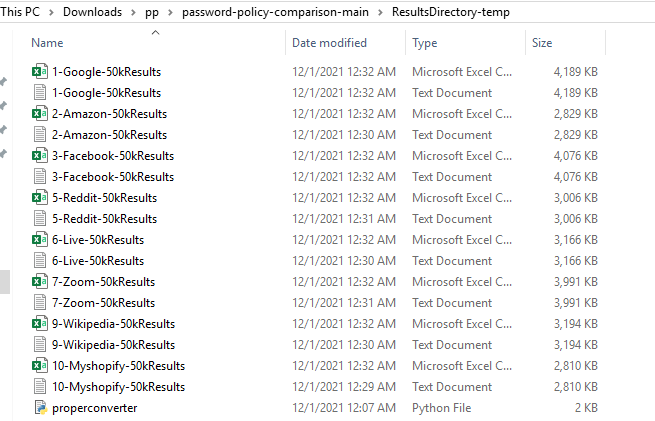 This PC > Downloads > pp > password-policy-comparison-main > ResultsDirectory-temp
Name Date modified Type Size
1-Google-50kResults 12/1/2021 12:32 AM Microsoft Excel C... 4,189 KB
1-Google-50kResults 12/1/2021 12:32 AM Text Document 4,189 KB
2-Amazon-50kResults 12/1/2021 12:32 AM Microsoft Excel C... 2,829 KB
2-Amazon-50kResults 12/1/2021 12:30 AM Text Document 2,829 KB
3-Facebook-50kResults 12/1/2021 12:32 AM Microsoft Excel C... 4,076 KB
3-Facebook-50kResults 12/1/2021 12:32 AM Text Document 4,076 KB
5-Reddit-50kResults 12/1/2021 12:32 AM Microsoft Excel C... 3,006 KB
5-Reddit-50kResults 12/1/2021 12:31 AM Text Document 3,006 KB
6-Live-50kResults 12/1/2021 12:32 AM Microsoft Excel C... 3,166 KB
6-Live-50kResults 12/1/2021 12:30 AM Text Document 3,166 KB
7-Zoom-50kResults 12/1/2021 12:32 AM Microsoft Excel C... 3,991 KB
7-Zoom-50kResults 12/1/2021 12:31 AM Text Document 3,991 KB
9-Wikipedia-50kResults 12/1/2021 12:32 AM Microsoft Excel C... 3,194 KB
9-Wikipedia-50kResults 12/1/2021 12:30 AM Text Document 3,194 KB
10-Myshopify-50kResults 12/1/2021 12:32 AM Microsoft Excel C... 2,810 KB
10-Myshopify-50kResults 12/1/2021 12:29 AM Text Document 2,810 KB
properconverter 12/1/2021 12:07 AM Python File 2 KB